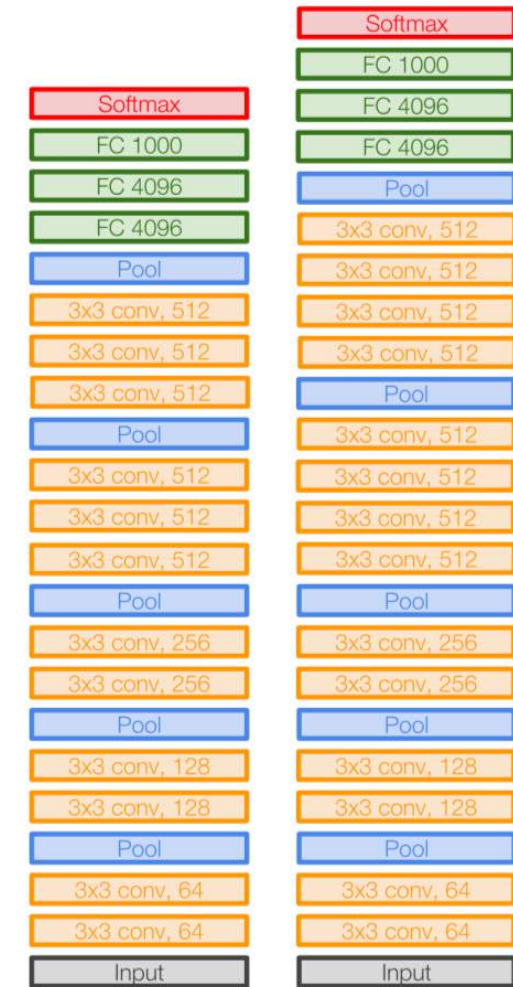 Softmax
FC 1000
FC 4096
FC 4096
Pool
3x3 conv, 512
3x3 conv, 512
3x3 conv, 512
Pool
3x3 conv, 512
3x3 conv, 512
3x3 conv, 512
Pool
3x3 conv, 256
3x3 conv, 256
Pool
3x3 conv, 128
3x3 conv, 128
Pool
3x3 conv, 64
3x3 conv, 64
Input
Softmax
FC 1000
FC 4096
FC 4096
Pool
3x3 conv, 512
3x3 conv, 512
3x3 conv, 512
3x3 conv, 512
Pool
3x3 conv, 512
3x3 conv, 512
3x3 conv, 512
3x3 conv, 512
Pool
3x3 conv, 256
3x3 conv, 256
Pool
3x3 conv, 128
3x3 conv, 128
Pool
3x3 conv, 64
3x3 conv, 64
Input